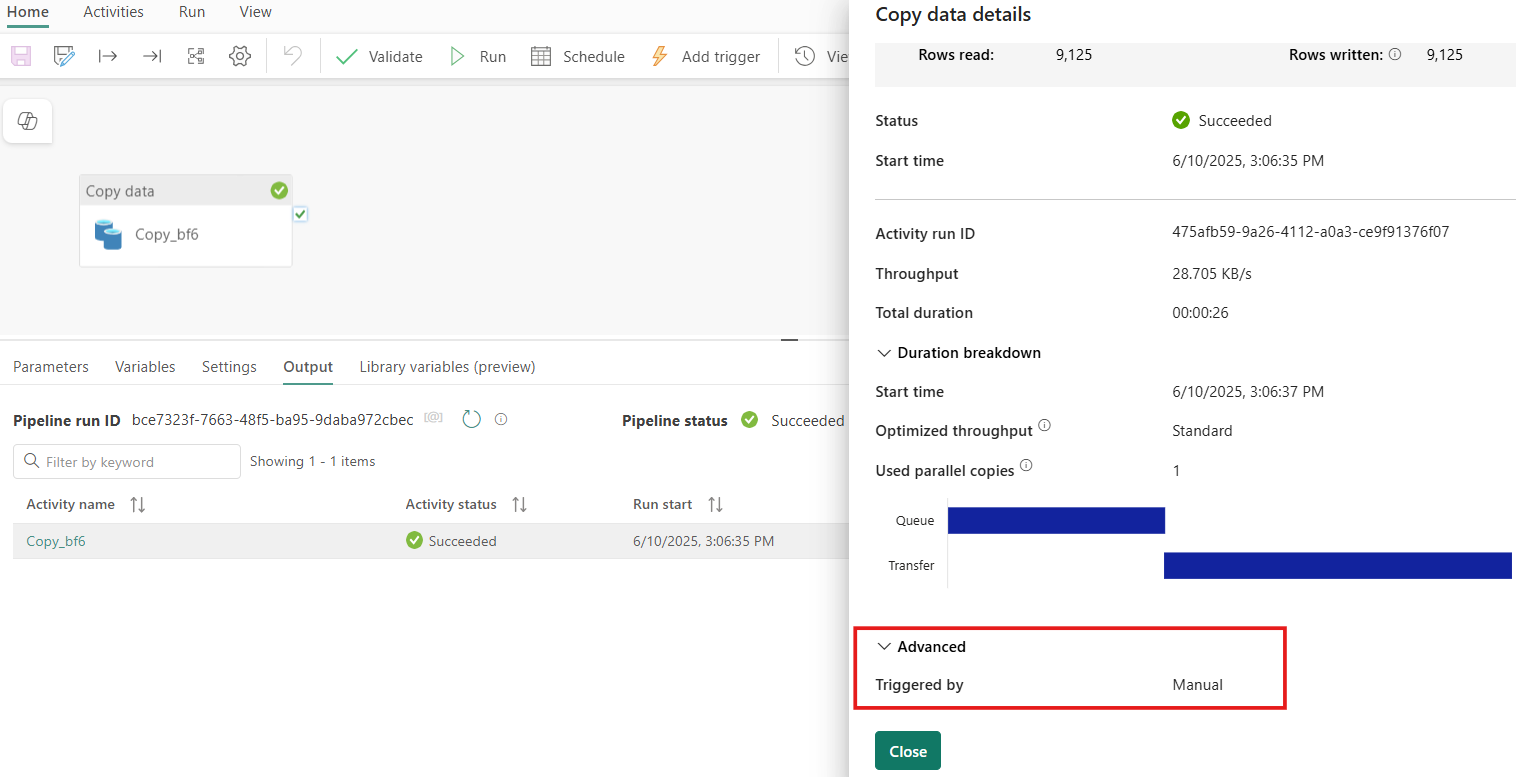 Home Activities Run View
Validate Run Schedule Add trigger Vie
Copy data
Copy_bf6
Parameters Variables Settings Output Library variables (preview)
Pipeline run ID bce7323f-7663-48f5-ba95-9daba972cbec Pipeline status Succeeded
Filter by keyword Showing 1 - 1 items
Activity name Activity status Run start
Copy_bf6 Succeeded 6/10/2025, 3:06:35 PM
Copy data details
Rows read: 9,125 Rows written: 9,125
Status Succeeded
Start time 6/10/2025, 3:06:35 PM
Activity run ID 475afb59-9a26-4112-a0a3-ce9f91376f07
Throughput 28.705 KB/s
Total duration 00:00:26
Duration breakdown
Start time 6/10/2025, 3:06:37 PM
Optimized throughput Standard
Used parallel copies 1
Queue
Transfer
Advanced
Triggered by Manual
Close